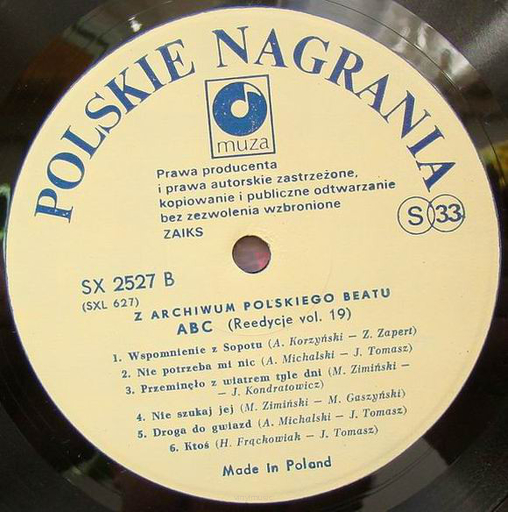 POLSKIE NAGRANIA
muza
Prawa producenta
i prawa autorskie zastrzeżone,
kopiowanie i publiczne odtwarzanie
bez zezwolenia wzbronione
ZAIKS
S 33
SX 2527 B
(SXL 627)
Z ARCHIWUM POLSKIEGO BEATU
ABC (Reedycje vol. 19)
1. Wspomnienie z Sopotu (A. Korzyński – Z. Zapert)
2. Nie potrzeba mi nic (A. Michalski – J. Tomasz)
3. Przeminęło z wiatrem tyle dni (M. Zimiński –
– J. Kondratowicz)
4. Nie szukaj jej (M. Zimiński – M. Gaszyński)
5. Droga do gwiazd (A. Michalski – J. Tomasz)
6. Ktoś (H. Frąchowiak – J. Tomasz)
Made in Poland